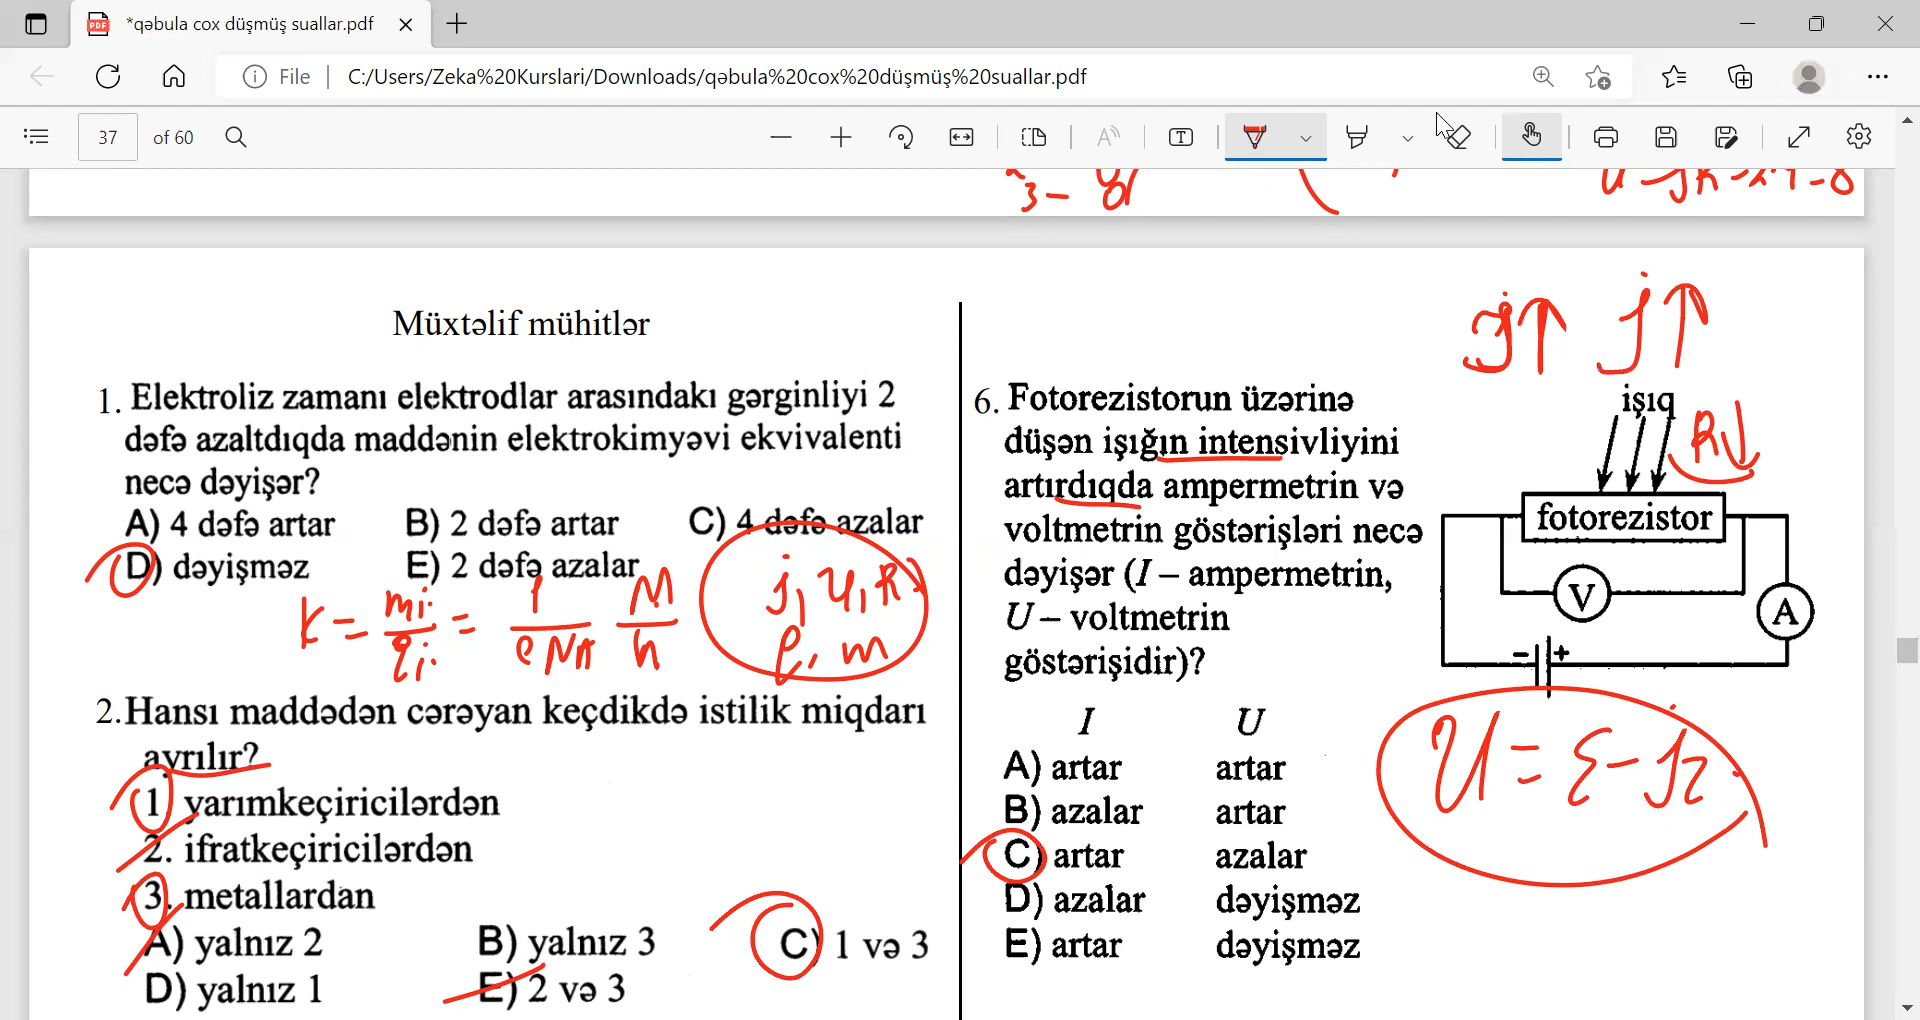 *qəbula cox düşmüş suallar.pdf
File
C:/Users/Zeka%20Kurslari/Downloads/qəbula%20cox%20düşmüş%20suallar.pdf
37 of 60
Müxtəlif mühitlər
1. Elektroliz zamanı elektrodlar arasındakı gərginliyi 2
dəfə azaltdıqda maddənin elektrokimyəvi ekvivalenti
necə dəyişər?
A) 4 dəfə artar B) 2 dəfə artar C) 4 dəfə azalar
D) dəyişməz E) 2 dəfə azalar
2. Hansı maddədən cərəyan keçdikdə istilik miqdarı
ayrılır?
1) yarımkeçiricilərdən
2. ifratkeçiricilərdən
3. metallardan
A) yalnız 2 B) yalnız 3 C) 1 və 3
D) yalnız 1 E) 2 və 3
6. Fotorezistorun üzərinə
düşən işığın intensivliyini
artırdıqda ampermetrin və
voltmetrin göstərişləri necə
dəyişər (I – ampermetrin,
U – voltmetrin
göstərişidir)?
I U
A) artar artar
B) azalar artar
C) artar azalar
D) azalar dəyişməz
E) artar dəyişməz
işıq
R↓
fotorezistor
V
A
– +
U = ε – Jr